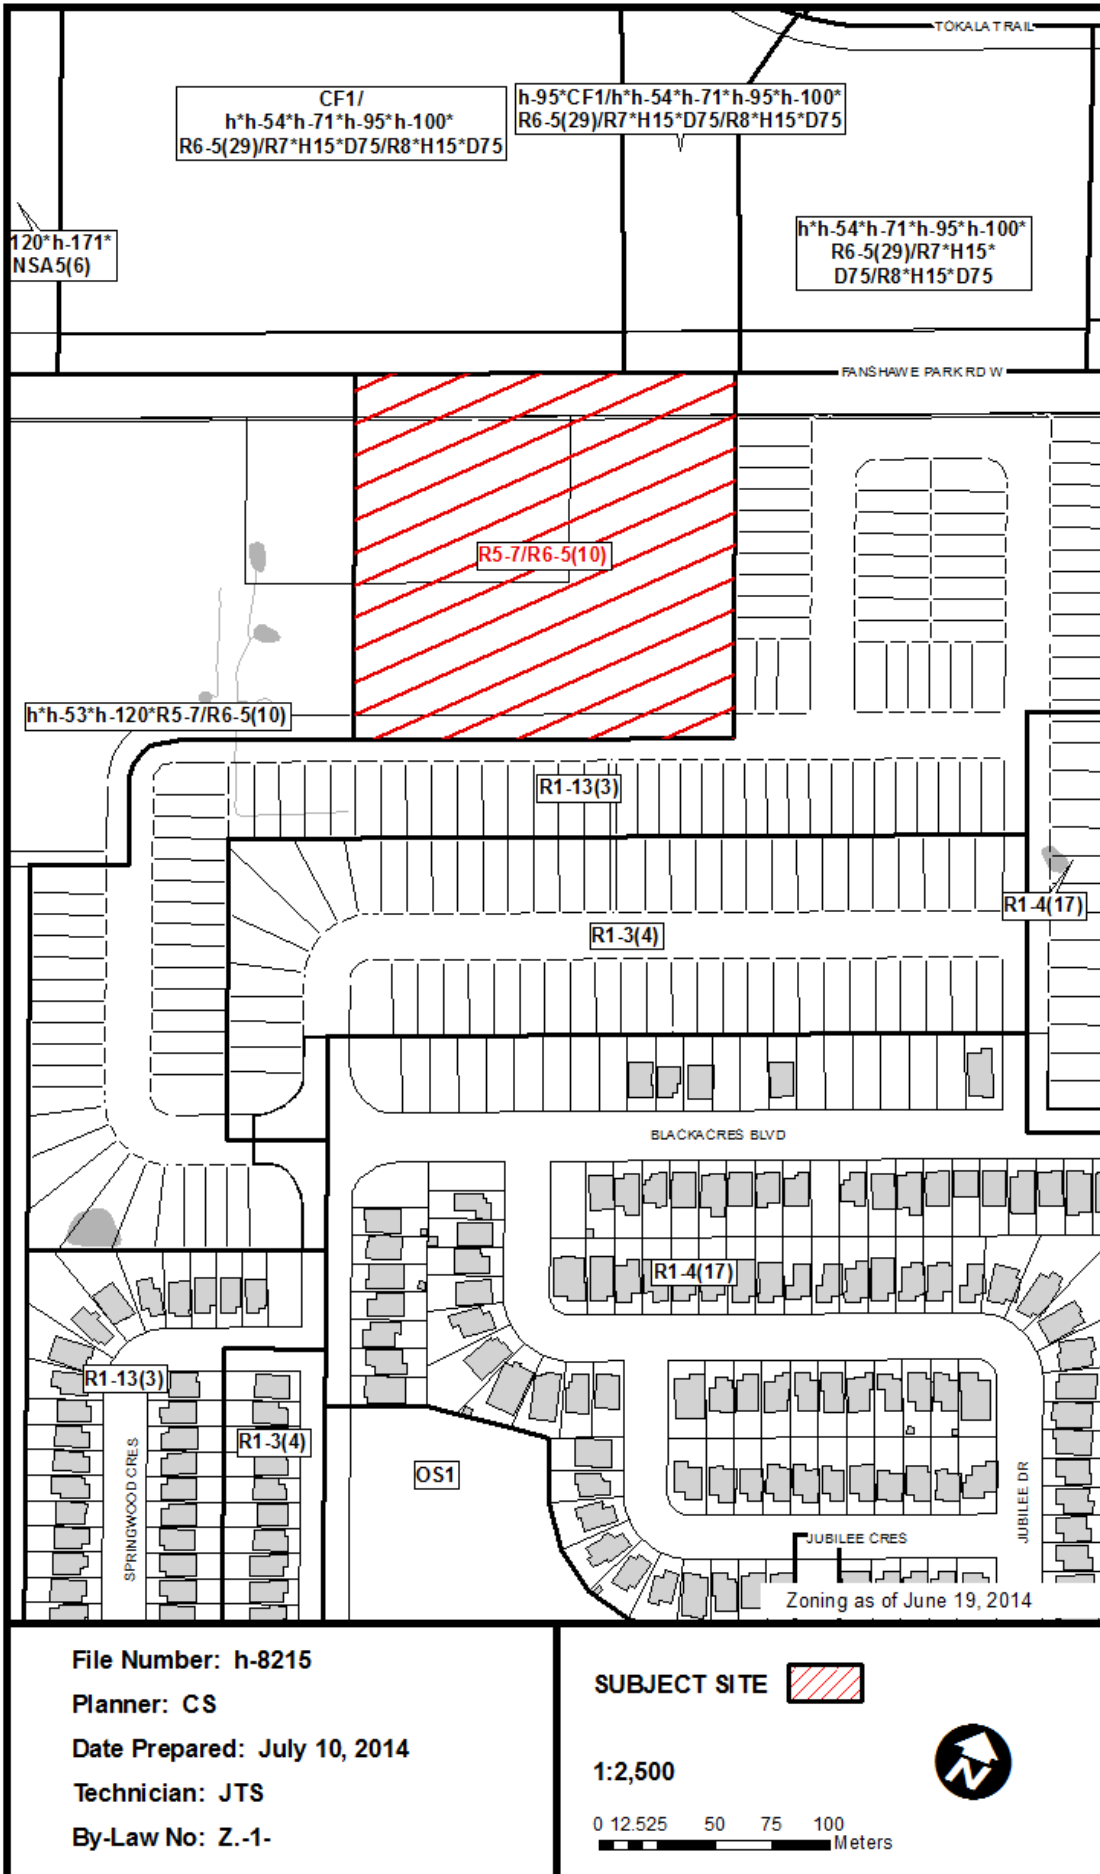 TOKALA TRAIL
CF1/
h*h-54*h-71*h-95*h-100*
R6-5(29)/R7*H15*D75/R8*H15*D75
h-95*CF1/h*h-54*h-71*h-95*h-100*
R6-5(29)/R7*H15*D75/R8*H15*D75
120*h-171*
NSA5(6)
h*h-54*h-71*h-95*h-100*
R6-5(29)/R7*H15*
D75/R8*H15*D75
FANSHAWE PARK RD W
R5-7/R6-5(10)
h*h-53*h-120*R5-7/R6-5(10)
R1-13(3)
R1-4(17)
R1-3(4)
BLACKACRES BLVD
R1-4(17)
R1-13(3)
R1-3(4)
OS1
SPRINGWOOD CRES
JUBILEE DR
JUBILEE CRES
Zoning as of June 19, 2014
File Number: h-8215
Planner: CS
Date Prepared: July 10, 2014
Technician: JTS
By-Law No: Z.-1-
SUBJECT SITE
1:2,500
N
0 12.525 50 75 100
Meters